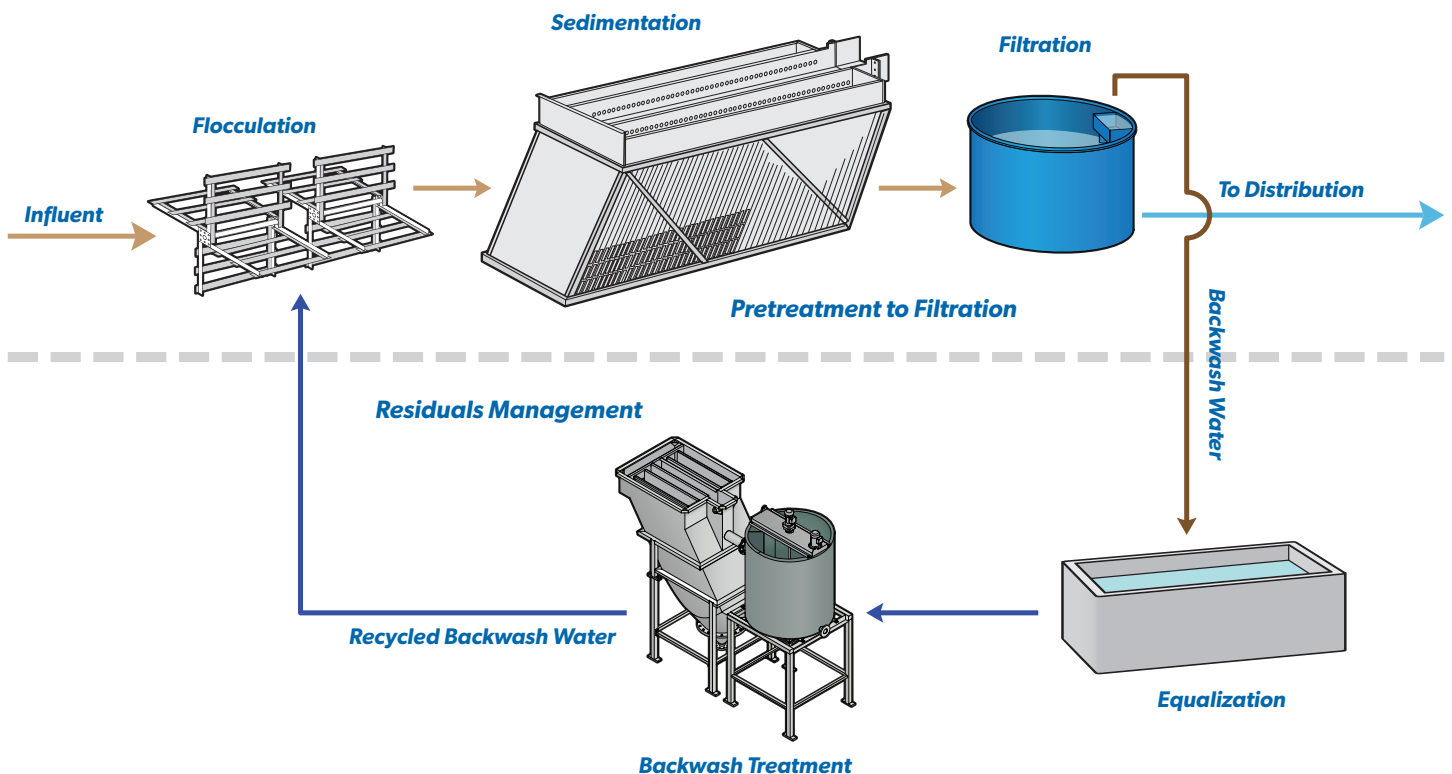 Sedimentation
Filtration
Flocculation
Influent
To Distribution
Pretreatment to Filtration
Backwash Water
Residuals Management
Recycled Backwash Water
Equalization
Backwash Treatment